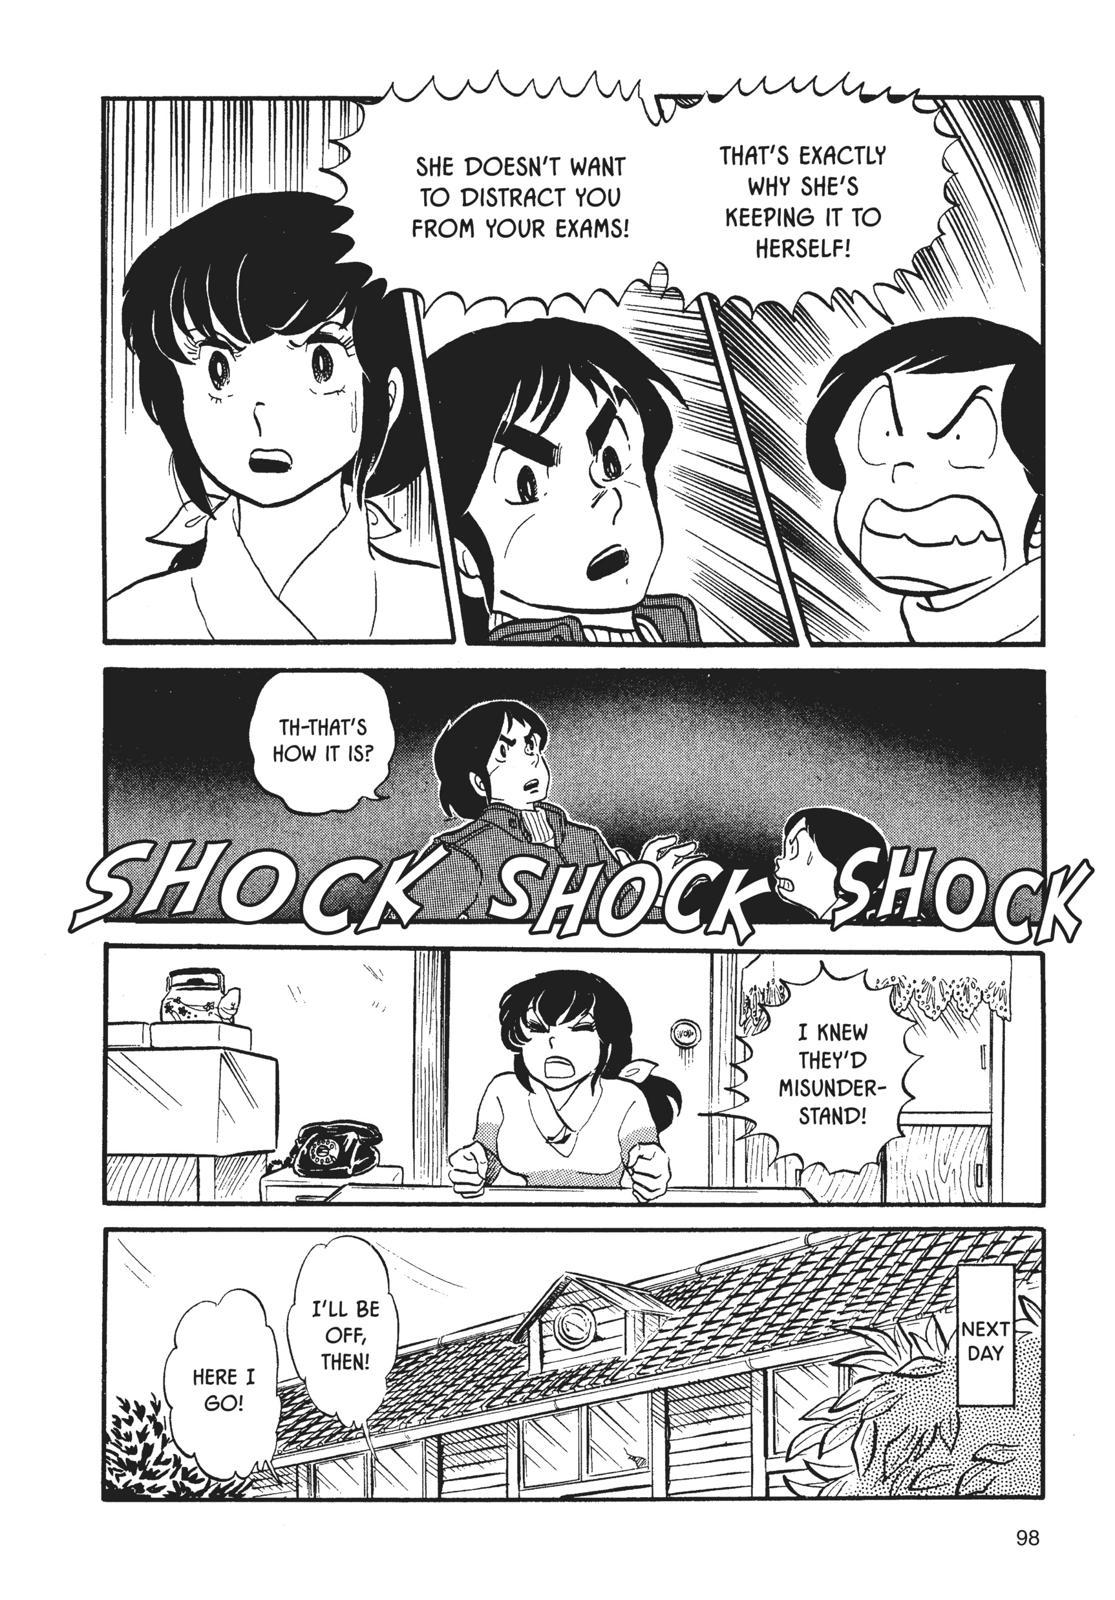 THAT'S EXACTLY
WHY SHE'S
KEEPING IT TO
HERSELF!
SHE DOESN'T WANT
TO DISTRACT YOU
FROM YOUR EXAMS!
TH-THAT'S
HOW IT IS?
SHOCK SHOCK SHOCK
I KNEW
THEY'D
MISUNDER-
STAND!
NEXT
DAY
I'LL BE
OFF,
THEN!
HERE I
GO!
98